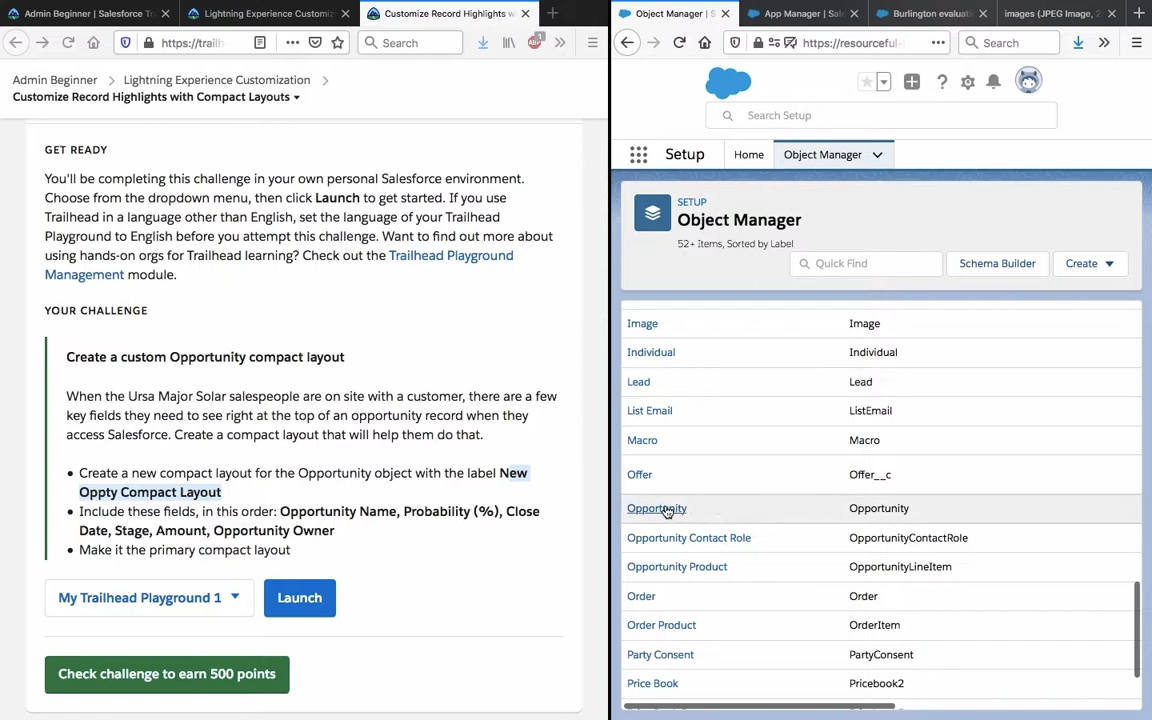 Admin Beginner | Salesforce T
Lightning Experience Customiz
Customize Record Highlights w
https://trailh
Search
1
Admin Beginner
Lightning Experience Customization
Customize Record Highlights with Compact Layouts
GET READY
You'll be completing this challenge in your own personal Salesforce environment.
Choose from the dropdown menu, then click Launch to get started. If you use
Trailhead in a language other than English, set the language of your Trailhead
Playground to English before you attempt this challenge. Want to find out more about
using hands-on orgs for Trailhead learning? Check out the Trailhead Playground
Management module.
YOUR CHALLENGE
Create a custom Opportunity compact layout
When the Ursa Major Solar salespeople are on site with a customer, there are a few
key fields they need to see right at the top of an opportunity record when they
access Salesforce. Create a compact layout that will help them do that.
• Create a new compact layout for the Opportunity object with the label New
Oppty Compact Layout
• Include these fields, in this order: Opportunity Name, Probability (%), Close
Date, Stage, Amount, Opportunity Owner
• Make it the primary compact layout
My Trailhead Playground 1
Launch
Check challenge to earn 500 points
Object Manager | S
App Manager | Sal
Burlington evaluati
images (JPEG Image, 2
https://resourceful-
Search
Search Setup
Setup
Home
Object Manager
SETUP
Object Manager
52+ Items, Sorted by Label
Quick Find
Schema Builder
Create
Image Image
Individual Individual
Lead Lead
List Email ListEmail
Macro Macro
Offer Offer__c
Opportunity Opportunity
Opportunity Contact Role OpportunityContactRole
Opportunity Product OpportunityLineItem
Order Order
Order Product OrderItem
Party Consent PartyConsent
Price Book Pricebook2